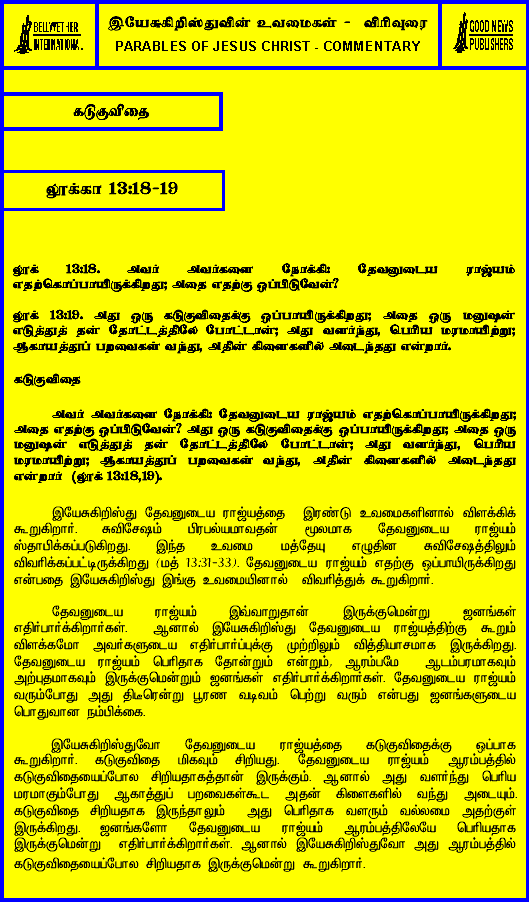 BELLWETHER
INTERNATIONAL
இயேசுகிறிஸ்துவின் உவமைகள் - விரிவுரை
PARABLES OF JESUS CHRIST - COMMENTARY
GOOD NEWS
PUBLISHERS
கடுகுவிதை
லூக்கா 13:18-19
லூக் 13:18. அவர் அவர்களை நோக்கி: தேவனுடைய ராஜ்யம்
எதற்கொப்பாயிருக்கிறது; அதை எதற்கு ஒப்பிடுவேன்?
லூக் 13:19. அது ஒரு கடுகுவிதைக்கு ஒப்பாயிருக்கிறது; அதை ஒரு மனுஷன்
எடுத்துத் தன் தோட்டத்திலே போட்டான்; அது வளர்ந்து, பெரிய மரமாயிற்று;
ஆகாயத்துப் பறவைகள் வந்து, அதின் கிளைகளில் அடைந்தது என்றார்.
கடுகுவிதை
அவர் அவர்களை நோக்கி: தேவனுடைய ராஜ்யம் எதற்கொப்பாயிருக்கிறது;
அதை எதற்கு ஒப்பிடுவேன்? அது ஒரு கடுகுவிதைக்கு ஒப்பாயிருக்கிறது; அதை ஒரு
மனுஷன் எடுத்துத் தன் தோட்டத்திலே போட்டான்; அது வளர்ந்து, பெரிய
மரமாயிற்று; ஆகாயத்துப் பறவைகள் வந்து, அதின் கிளைகளில் அடைந்தது
என்றார் (லூக் 13:18,19).
இயேசுகிறிஸ்து தேவனுடைய ராஜ்யத்தை இரண்டு உவமைகளினால் விளக்கிக்
கூறுகிறார். சுவிசேஷம் பிரபல்யமாவதன் மூலமாக தேவனுடைய ராஜ்யம்
ஸ்தாபிக்கப்படுகிறது. இந்த உவமை மத்தேயு எழுதின சுவிசேஷத்திலும்
விவரிக்கப்பட்டிருக்கிறது (மத் 13:31-33). தேவனுடைய ராஜ்யம் எதற்கு ஒப்பாயிருக்கிறது
என்பதை இயேசுகிறிஸ்து இங்கு உவமையினால் விவரித்துக் கூறுகிறார்.
தேவனுடைய ராஜ்யம் இவ்வாறுதான் இருக்குமென்று ஜனங்கள்
எதிர்பார்க்கிறார்கள். ஆனால் இயேசுகிறிஸ்து தேவனுடைய ராஜ்யத்திற்கு கூறும்
விளக்கமோ அவர்களுடைய எதிர்பார்ப்புக்கு முற்றிலும் வித்தியாசமாக இருக்கிறது.
தேவனுடைய ராஜ்யம் பெரிதாக தோன்றும் என்றும், ஆரம்பமே ஆடம்பரமாகவும்
அற்புதமாகவும் இருக்குமென்றும் ஜனங்கள் எதிர்பார்க்கிறார்கள். தேவனுடைய ராஜ்யம்
வரும்போது அது திடீரென்று பூரண வடிவம் பெற்று வரும் என்பது ஜனங்களுடைய
பொதுவான நம்பிக்கை.
இயேசுகிறிஸ்துவோ தேவனுடைய ராஜ்யத்தை கடுகுவிதைக்கு ஒப்பாக
கூறுகிறார். கடுகுவிதை மிகவும் சிறியது. தேவனுடைய ராஜ்யம் ஆரம்பத்தில்
கடுகுவிதையைப்போல சிறியதாகத்தான் இருக்கும். ஆனால் அது வளர்ந்து பெரிய
மரமாகும்போது ஆகாத்துப் பறவைகள்கூட அதன் கிளைகளில் வந்து அடையும்.
கடுகுவிதை சிறியதாக இருந்தாலும் அது பெரிதாக வளரும் வல்லமை அதற்குள்
இருக்கிறது. ஜனங்களோ தேவனுடைய ராஜ்யம் ஆரம்பத்திலேயே பெரியதாக
இருக்குமென்று எதிர்பார்க்கிறார்கள். ஆனால் இயேசுகிறிஸ்துவோ அது ஆரம்பத்தில்
கடுகுவிதையைப்போல சிறியதாக இருக்குமென்று கூறுகிறார்.